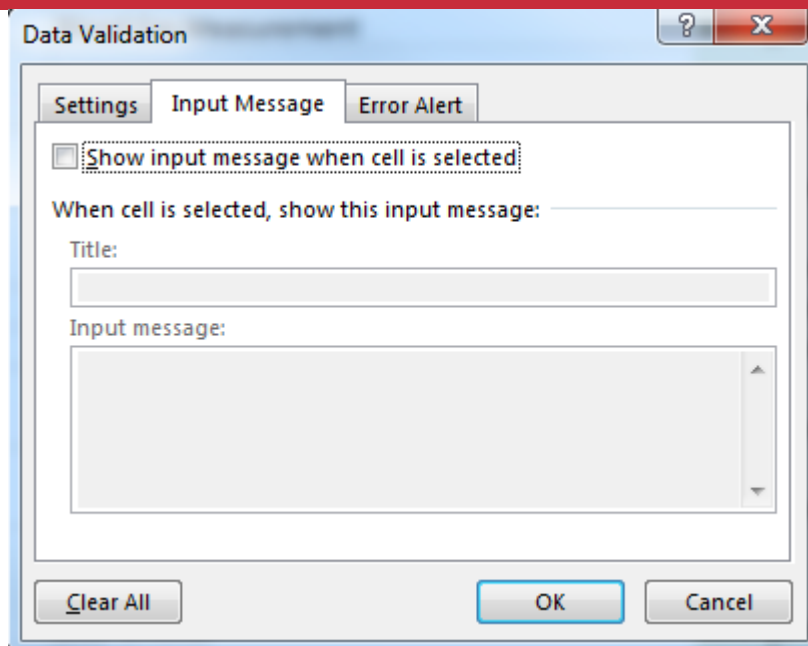 Data Validation
Settings Input Message Error Alert
Show input message when cell is selected
When cell is selected, show this input message:
Title:
Input message:
Clear All OK Cancel